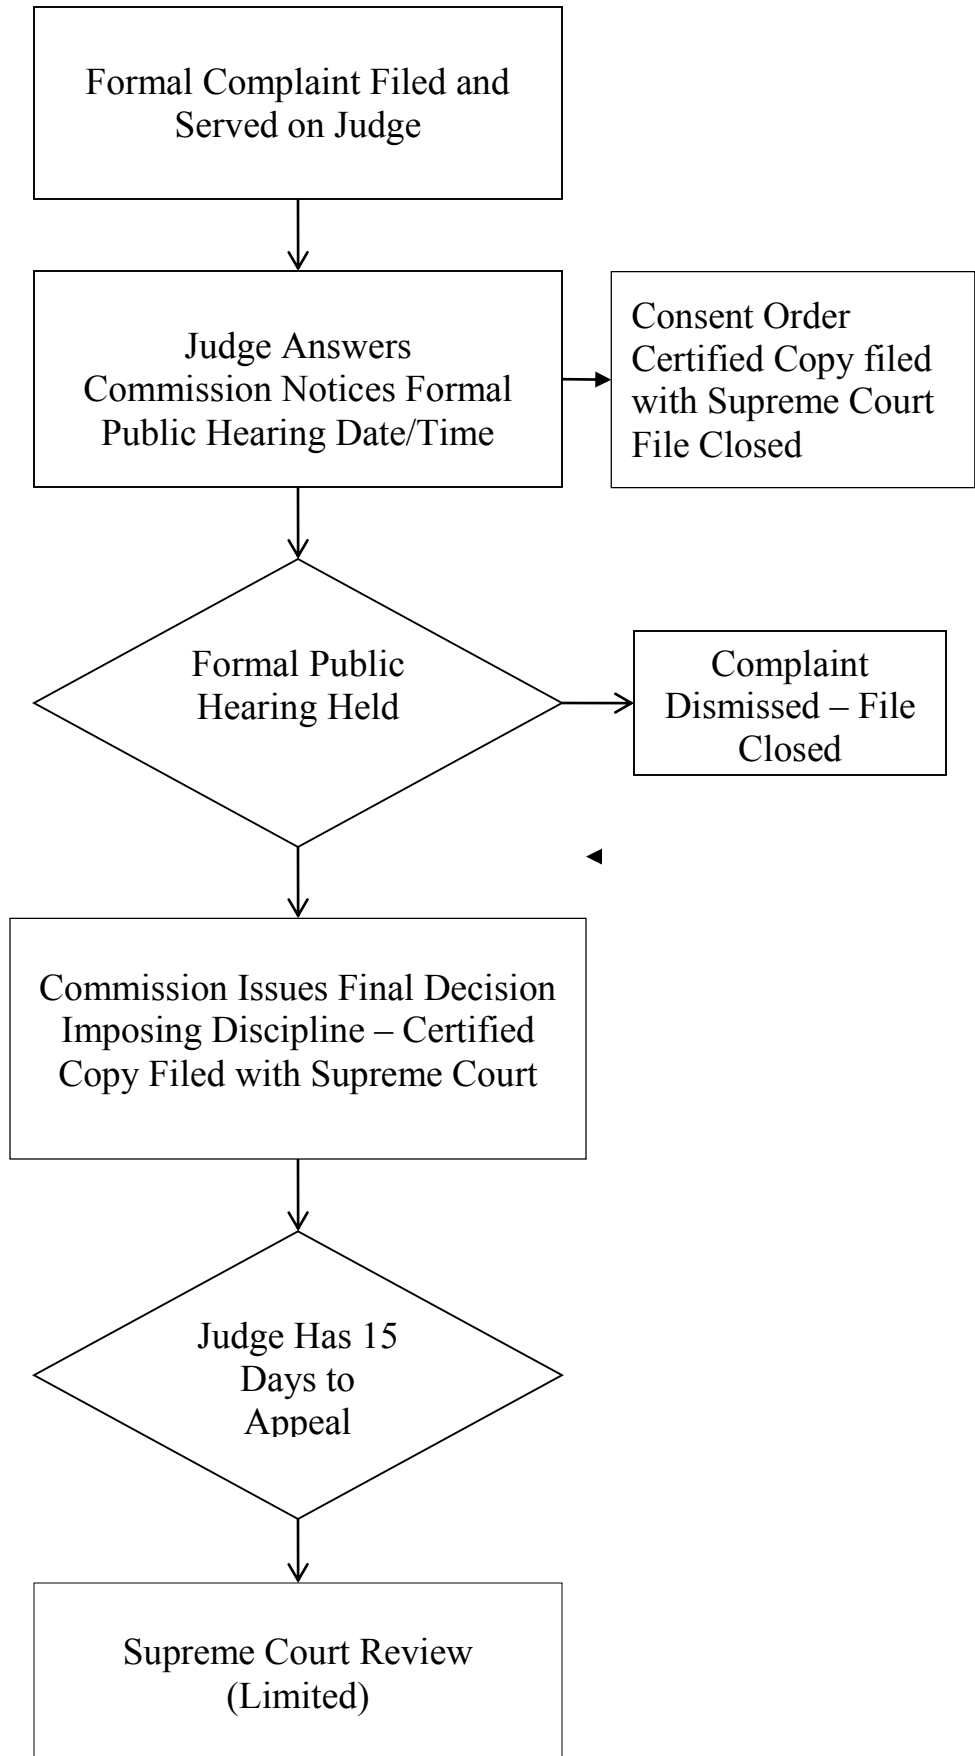 Formal Complaint Filed and
Served on Judge
Judge Answers
Commission Notices Formal
Public Hearing Date/Time
Consent Order
Certified Copy filed
with Supreme Court
File Closed
Formal Public
Hearing Held
Complaint
Dismissed – File
Closed
Commission Issues Final Decision
Imposing Discipline – Certified
Copy Filed with Supreme Court
Judge Has 15
Days to
Appeal
Supreme Court Review
(Limited)